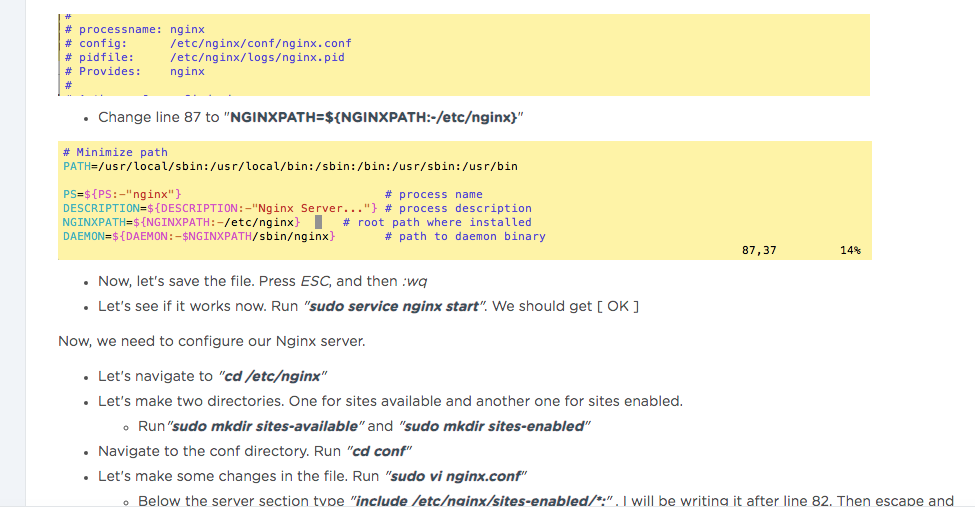 #
# processname: nginx
# config: /etc/nginx/conf/nginx.conf
# pidfile: /etc/nginx/logs/nginx.pid
# Provides: nginx
#
Change line 87 to "NGINXPATH=${NGINXPATH:-/etc/nginx}"
# Minimize path
PATH=/usr/local/sbin:/usr/local/bin:/sbin:/bin:/usr/sbin:/usr/bin
PS=${PS:-"nginx"} # process name
DESCRIPTION=${DESCRIPTION:-"Nginx Server..."} # process description
NGINXPATH=${NGINXPATH:-/etc/nginx} # root path where installed
DAEMON=${DAEMON:-$NGINXPATH/sbin/nginx} # path to daemon binary
87,37 14%
Now, let's save the file. Press ESC, and then :wq
Let's see if it works now. Run "sudo service nginx start". We should get [ OK ]
Now, we need to configure our Nginx server.
Let's navigate to "cd /etc/nginx"
Let's make two directories. One for sites available and another one for sites enabled.
Run "sudo mkdir sites-available" and "sudo mkdir sites-enabled"
Navigate to the conf directory. Run "cd conf"
Let's make some changes in the file. Run "sudo vi nginx.conf"
Below the server section type "include /etc/nginx/sites-enabled/*;". I will be writing it after line 82. Then escape and